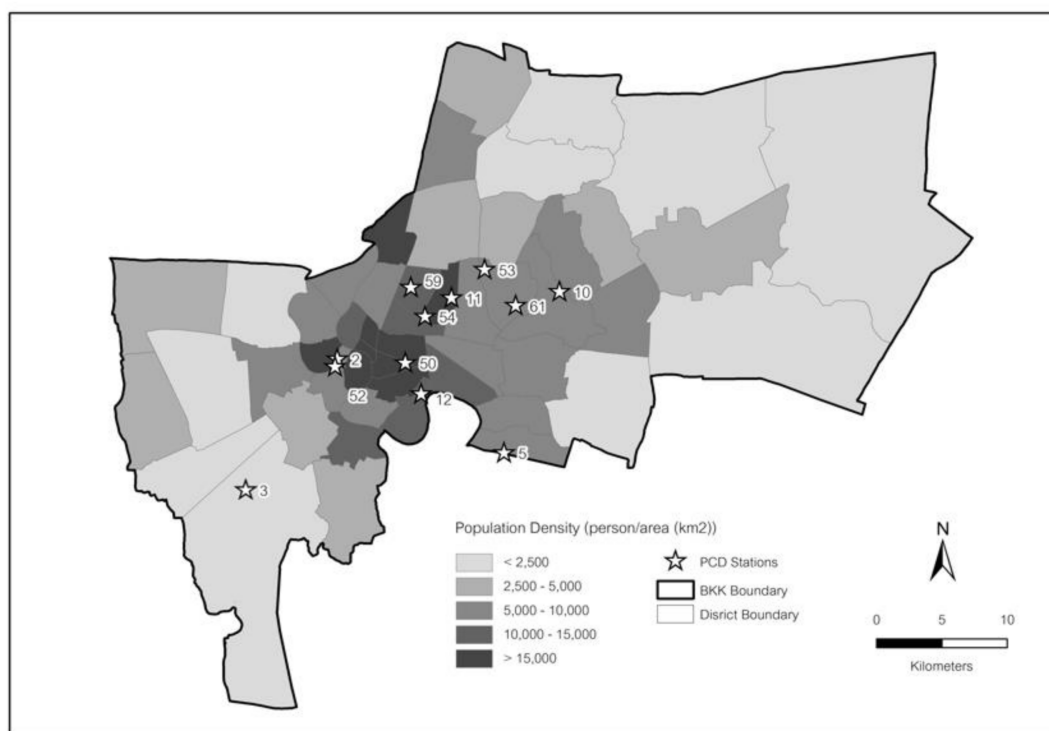 53
59
10
11
61
54
2
50
52
12
5
3
Population Density (person/area (km2))
< 2,500
2,500 - 5,000
5,000 - 10,000
10,000 - 15,000
> 15,000
PCD Stations
BKK Boundary
Disrict Boundary
N
0 5 10
Kilometers